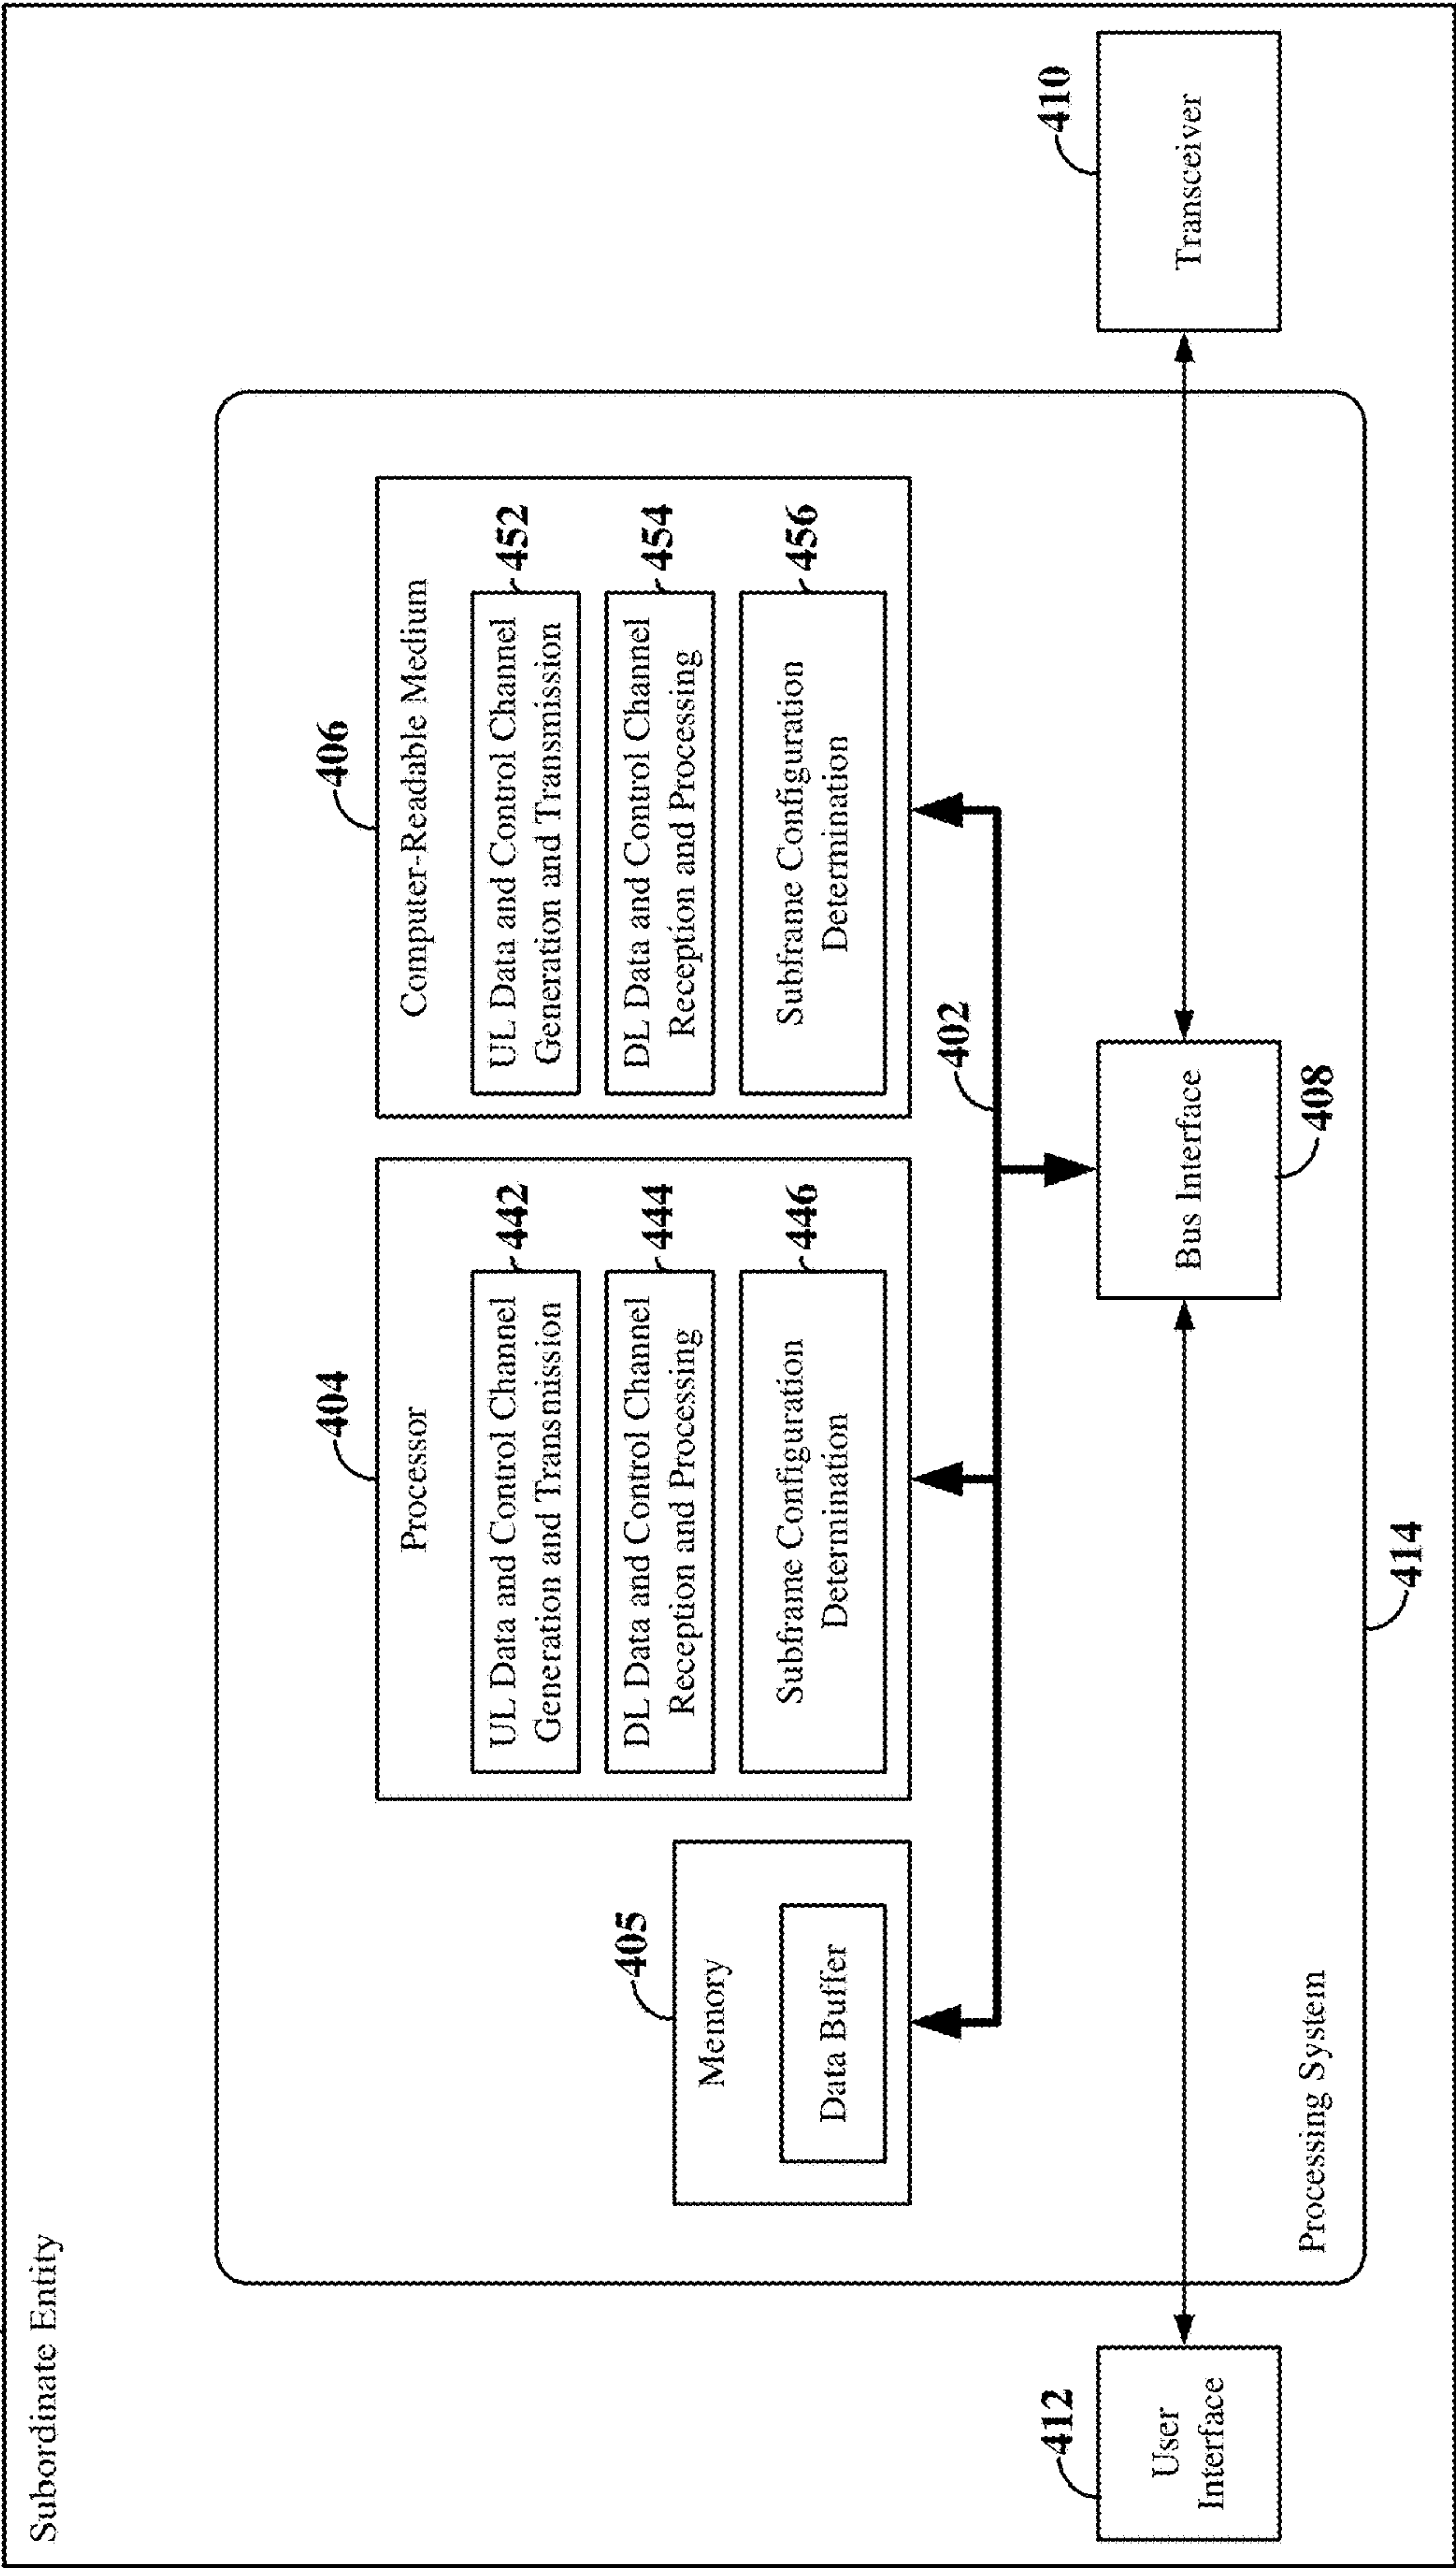 Subordinate Entity
404
406
405
Memory
Data Buffer
Processor
UL Data and Control Channel
Generation and Transmission
442
DL Data and Control Channel
Reception and Processing
444
Subframe Configuration
Determination
446
Computer-Readable Medium
UL Data and Control Channel
Generation and Transmission
452
DL Data and Control Channel
Reception and Processing
454
Subframe Configuration
Determination
456
402
412
User
Interface
Bus Interface
408
410
Transceiver
Processing System
414